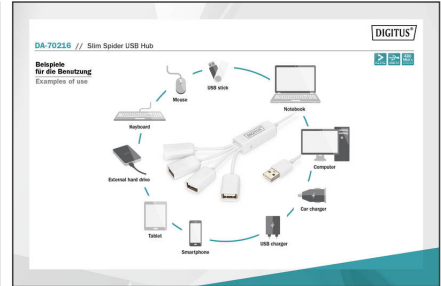 DIGITUS®
DA-70216 // Slim Spider USB Hub
Beispiele
für die Benutzung
Examples of use
USB stick
Mouse
Notebook
Keyboard
DIGITUS
Computer
External hard drive
Car charger
Tablet
USB charger
Smartphone